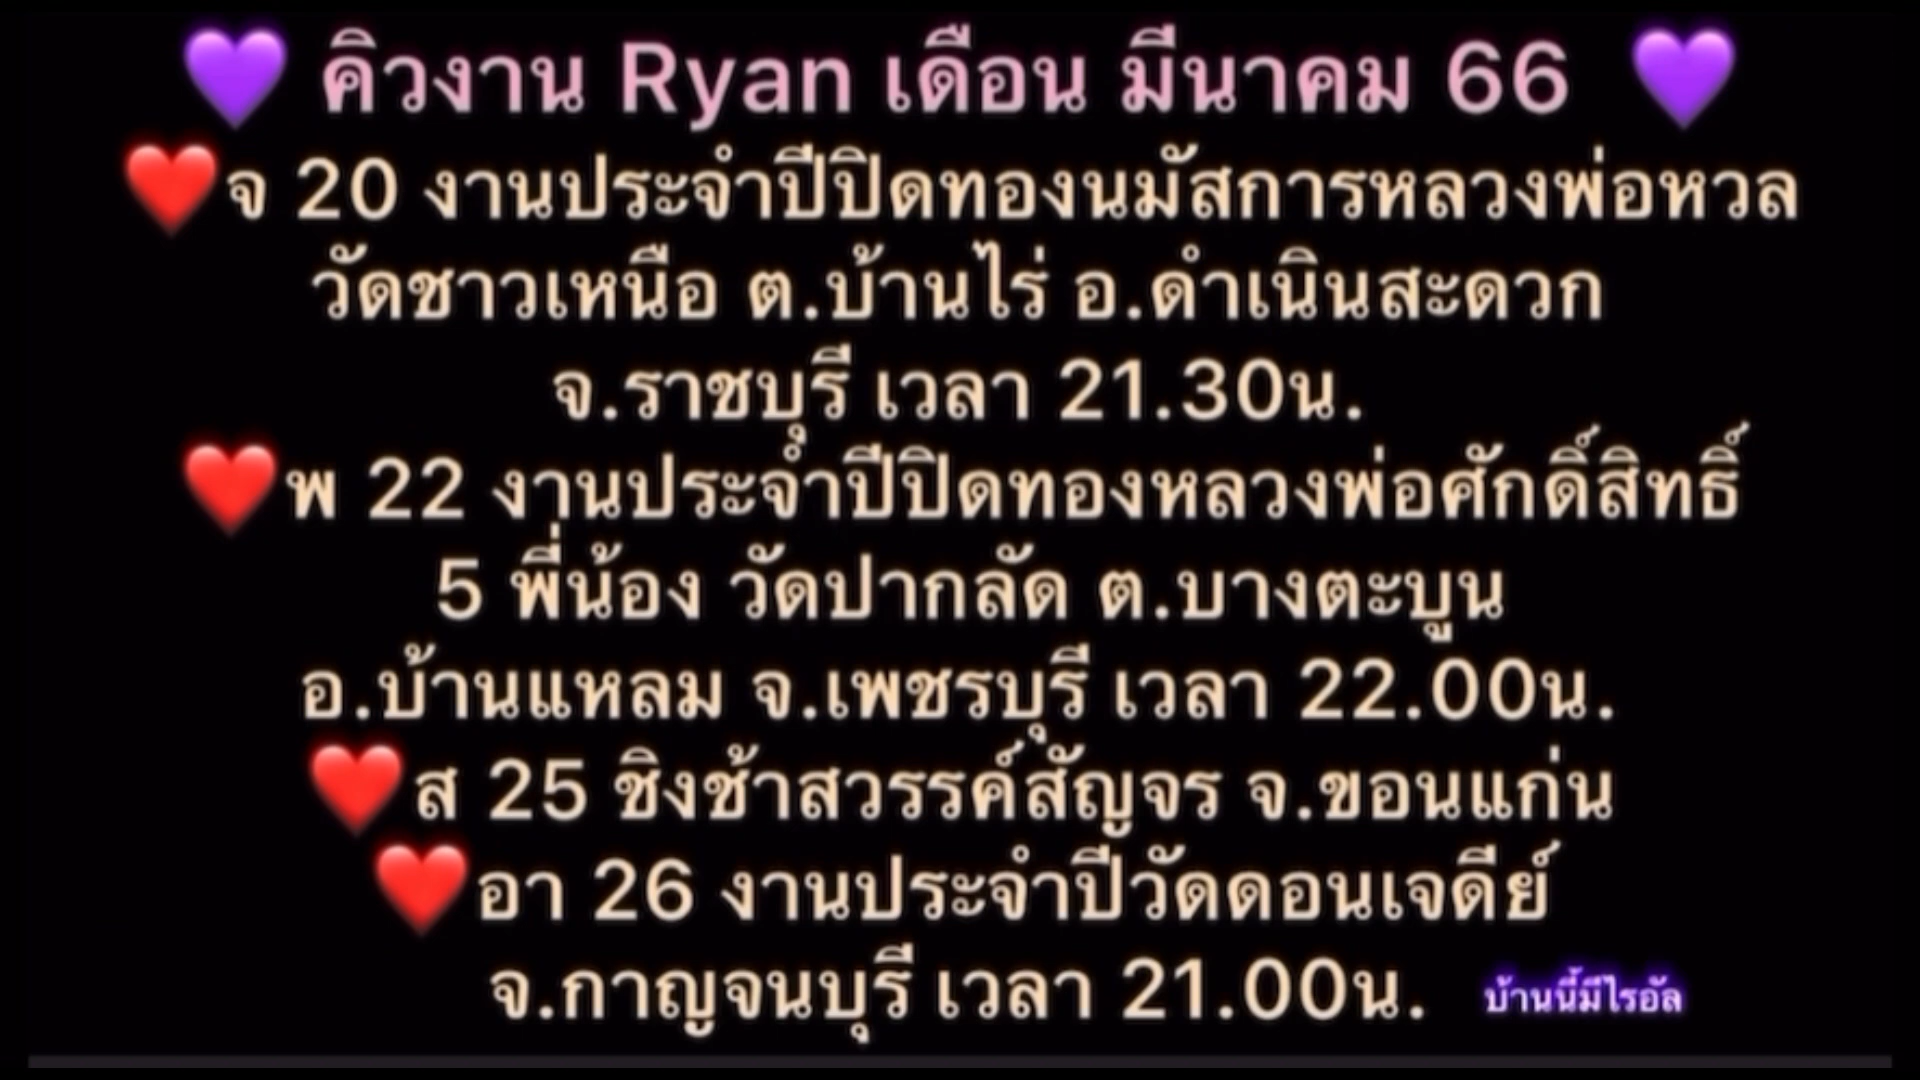 💜 คิวงาน Ryan เดือน มีนาคม 66 💜
❤️จ 20 งานประจำปีปิดทองนมัสการหลวงพ่อหวล
วัดชาวเหนือ ต.บ้านไร่ อ.ดำเนินสะดวก
จ.ราชบุรี เวลา 21.30น.
❤️พ 22 งานประจำปีปิดทองหลวงพ่อศักดิ์สิทธิ์
5 พี่น้อง วัดปากลัด ต.บางตะบูน
อ.บ้านแหลม จ.เพชรบุรี เวลา 22.00น.
❤️ส 25 ชิงช้าสวรรค์สัญจร จ.ขอนแก่น
❤️อา 26 งานประจำปีวัดดอนเจดีย์
จ.กาญจนบุรี เวลา 21.00น.
บ้านนี้มีไรอัล